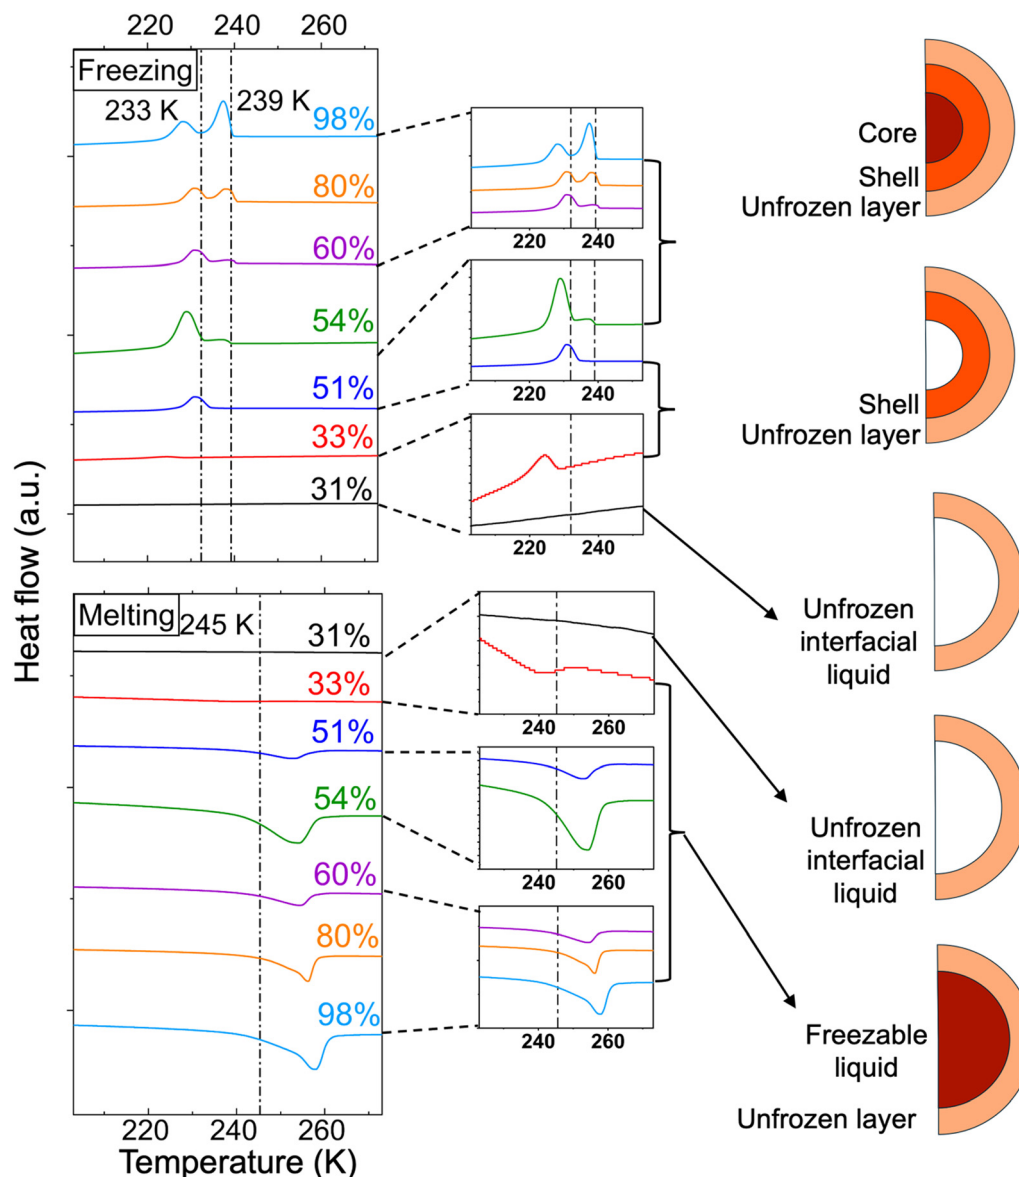 220 240 260
Freezing
233 K
239 K
98%
80%
60%
54%
51%
33%
31%
220 240
220 240
220 240
Core
Shell
Unfrozen layer
Shell
Unfrozen layer
Unfrozen
interfacial
liquid
Heat flow (a.u.)
Melting
245 K
31%
33%
51%
54%
60%
80%
98%
240 260
240 260
240 260
Unfrozen
interfacial
liquid
Freezable
liquid
Unfrozen layer
220 240 260
Temperature (K)